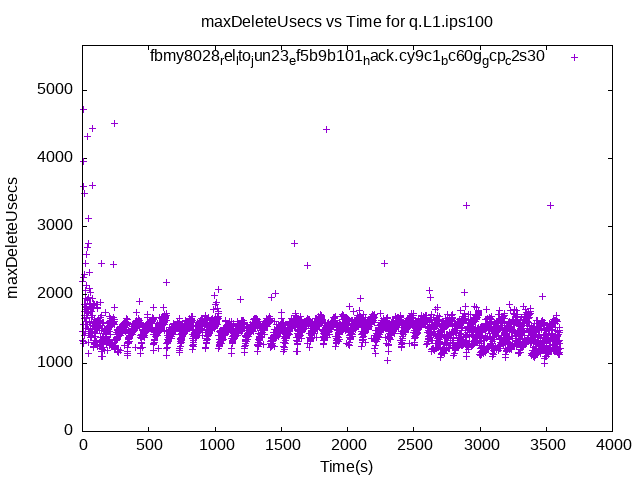 maxDeleteUsecs vs Time for q.L1.ips100
fbmy8028relltojun23ef5b9b101hack.cy9c1bc60ggcpc2s30
5000
4000
3000
2000
1000
0
maxDeleteUsecs
0 500 1000 1500 2000 2500 3000 3500 4000
Time(s)